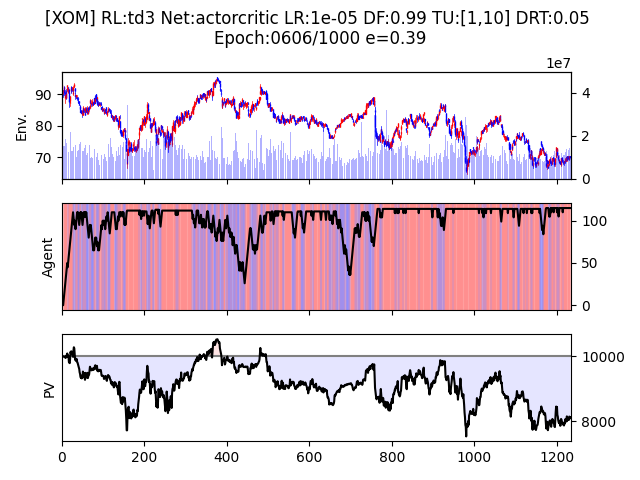 [XOM] RL:td3 Net:actorcritic LR:1e-05 DF:0.99 TU:[1,10] DRT:0.05
Epoch:0606/1000 e=0.39
1e7
90
80
70
Env.
4
2
0
Agent
100
50
0
PV
10000
8000
0 200 400 600 800 1000 1200